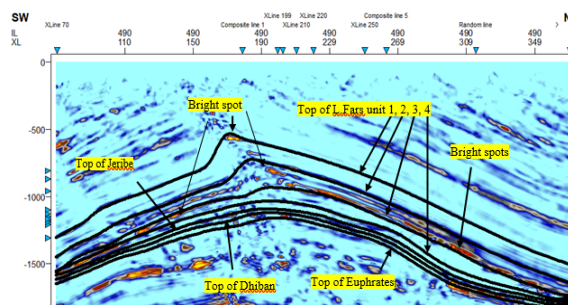 SW
N
XLine 199 XLine 220
XLine 70 Composite line 1 XLine 210 Composite line 5 Random line X
XLine 250
IL 490 490 490 249 269 309 349
XL 110 150 190 229 262 490 490
0
-500
-1000
-1500
Bright spot
Top of L.Fars unit 1, 2, 3, 4
Top of Jeribe
Bright spots
Top of Dhiban
Top of Euphrates